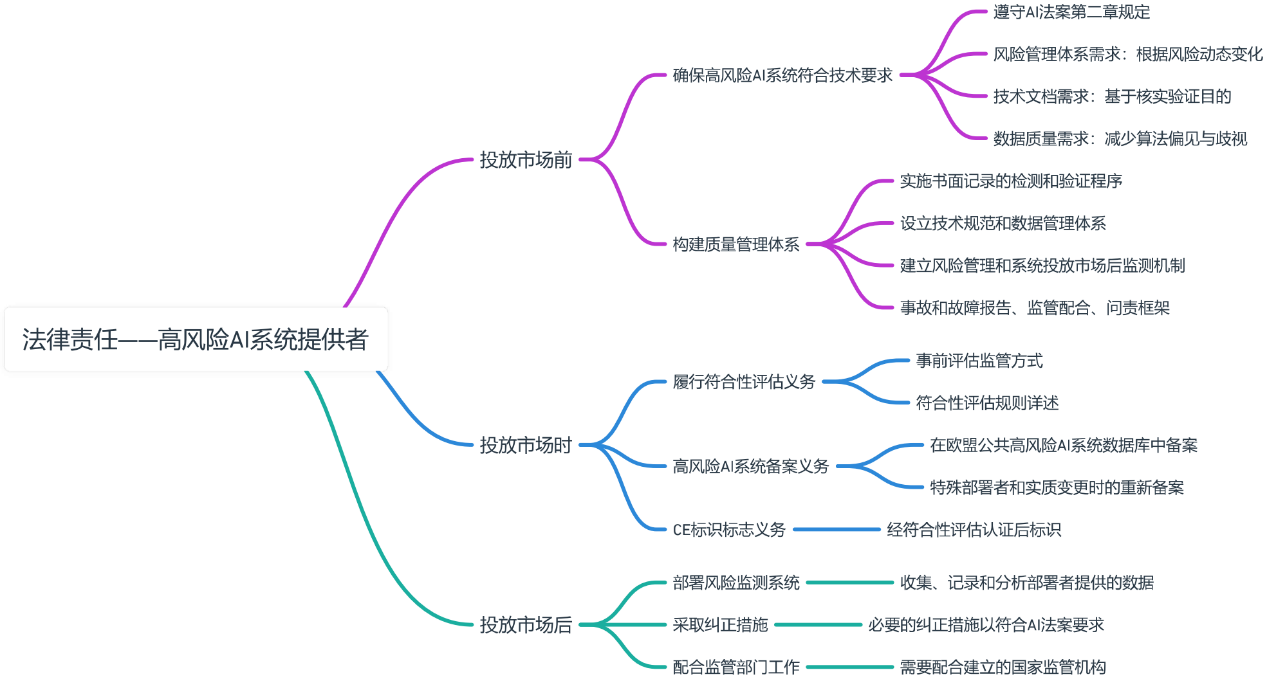 法律责任——高风险AI系统提供者
投放市场前
确保高风险AI系统符合技术要求
遵守AI法案第二章规定
风险管理体系需求：根据风险动态变化
技术文档需求：基于核实验证目的
数据质量需求：减少算法偏见与歧视
构建质量管理体系
实施书面记录的检测和验证程序
设立技术规范和数据管理体系
建立风险管理和系统投放市场后监测机制
事故和故障报告、监管配合、问责框架
投放市场时
履行符合性评估义务
事前评估监管方式
符合性评估规则详述
高风险AI系统备案义务
在欧盟公共高风险AI系统数据库中备案
特殊部署者和实质变更时的重新备案
CE标识标志义务
经符合性评估认证后标识
投放市场后
部署风险监测系统
收集、记录和分析部署者提供的数据
采取纠正措施
必要的纠正措施以符合AI法案要求
配合监管部门工作
需要配合建立的国家监管机构